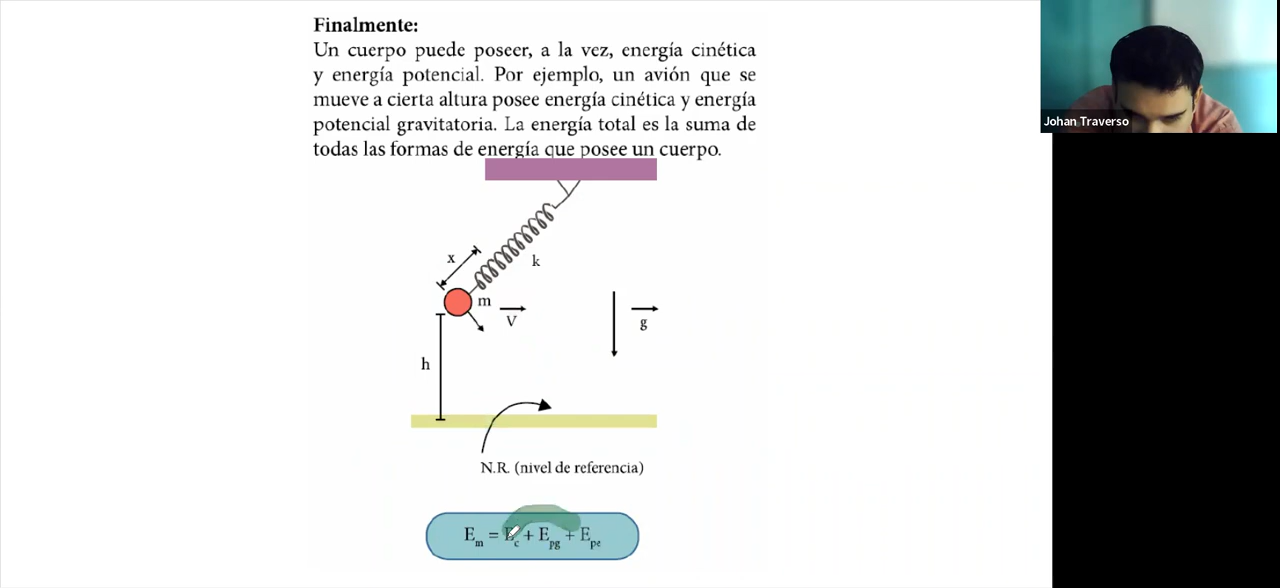 Finalmente:
Un cuerpo puede poseer, a la vez, energía cinética
y energía potencial. Por ejemplo, un avión que se
mueve a cierta altura posee energía cinética y energía
potencial gravitatoria. La energía total es la suma de
todas las formas de energía que posee un cuerpo.
Johan Traverso
x
k
m
V
g
h
N.R. (nivel de referencia)
Em = Ec + Epg + Epe